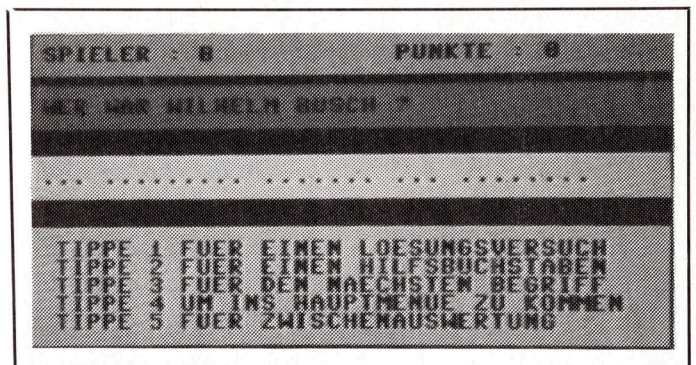 SPIELER : B PUNKTE : 0
WER WAR WILHELM BUSCH ?
... ......... ....... ... ........
TIPPE 1 FUER EINEN LOESUNGSVERSUCH
TIPPE 2 FUER EINEN HILFSBUCHSTABEN
TIPPE 3 FUER DEN NAECHSTEN BEGRIFF
TIPPE 4 UM INS HAUPTMENUE ZU KOMMEN
TIPPE 5 FUER ZWISCHENAUSWERTUNG